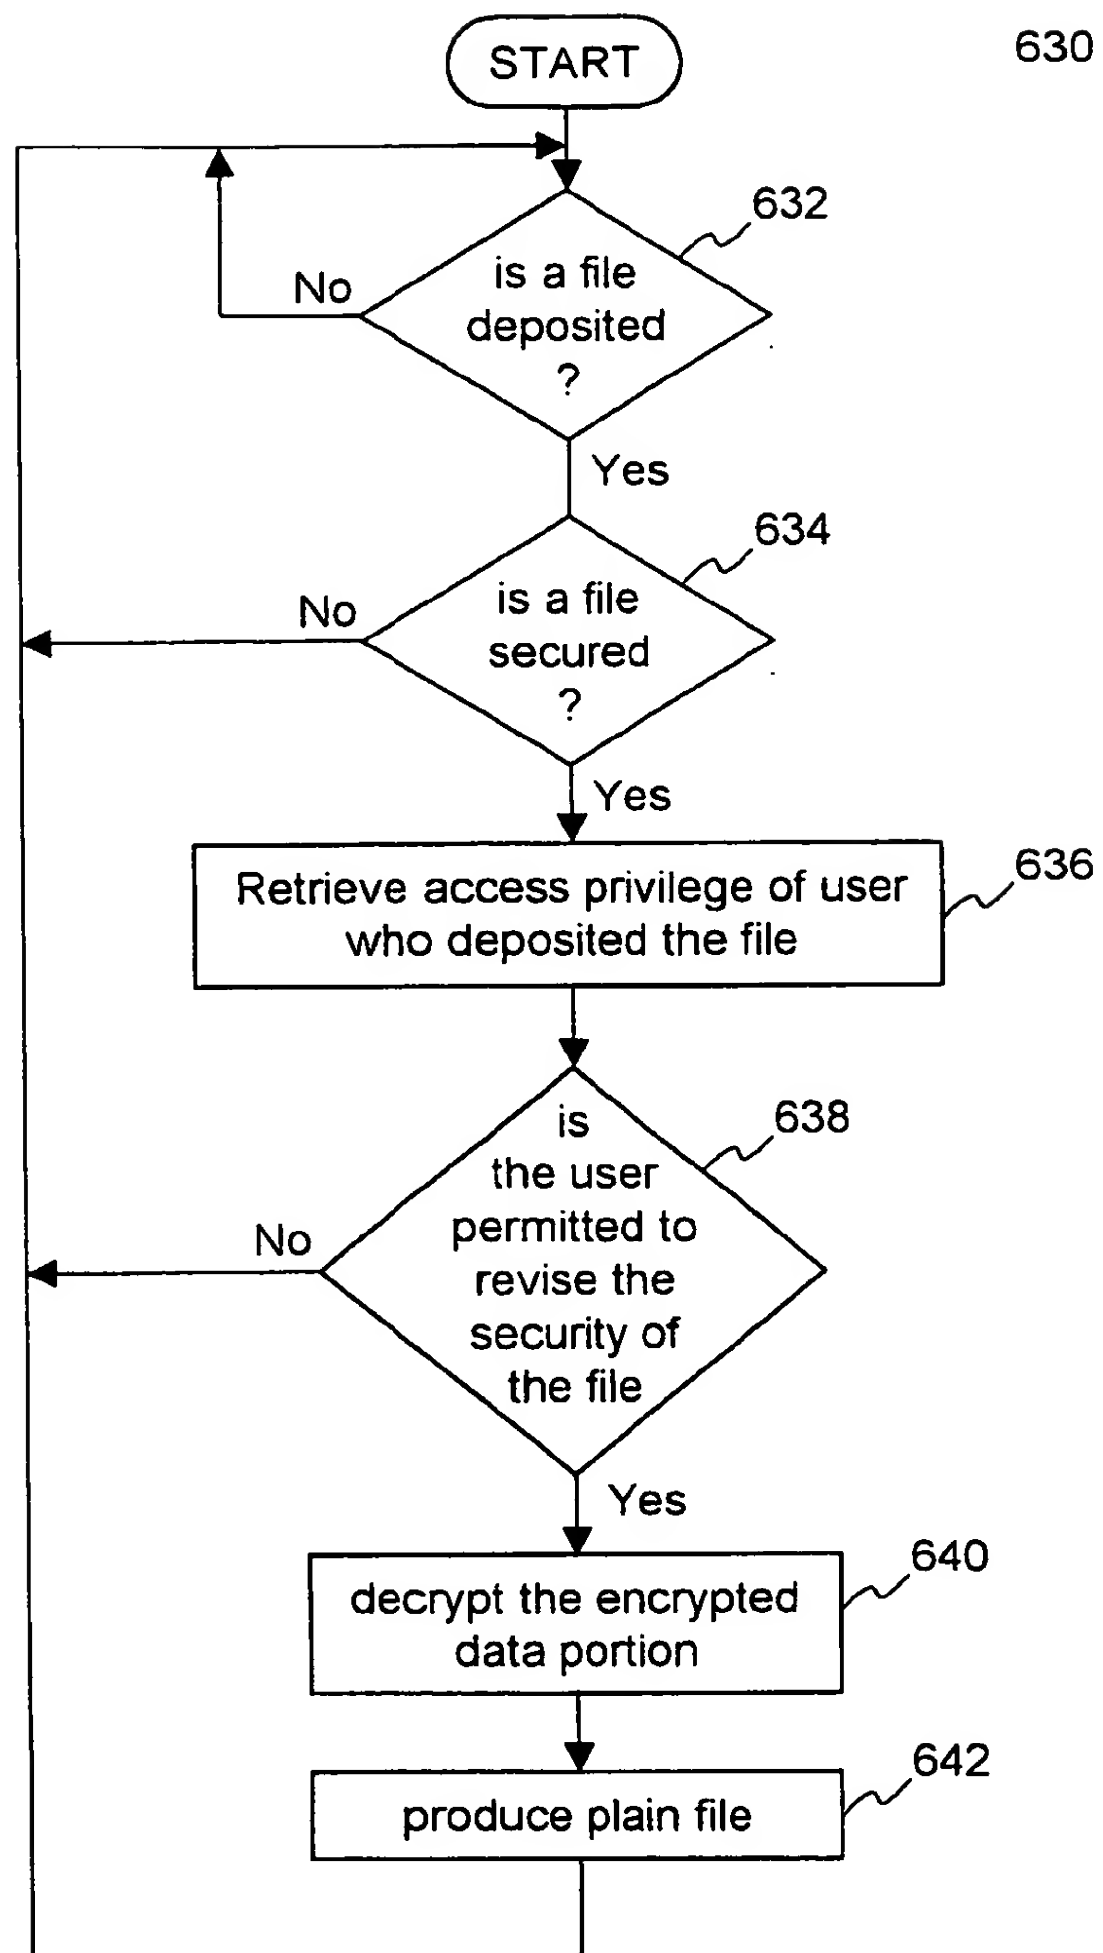 START
630
632
is a file
deposited
?
No
Yes
634
is a file
secured
?
No
Yes
636
Retrieve access privilege of user
who deposited the file
638
is
the user
permitted to
revise the
security of
the file
No
Yes
640
decrypt the encrypted
data portion
642
produce plain file